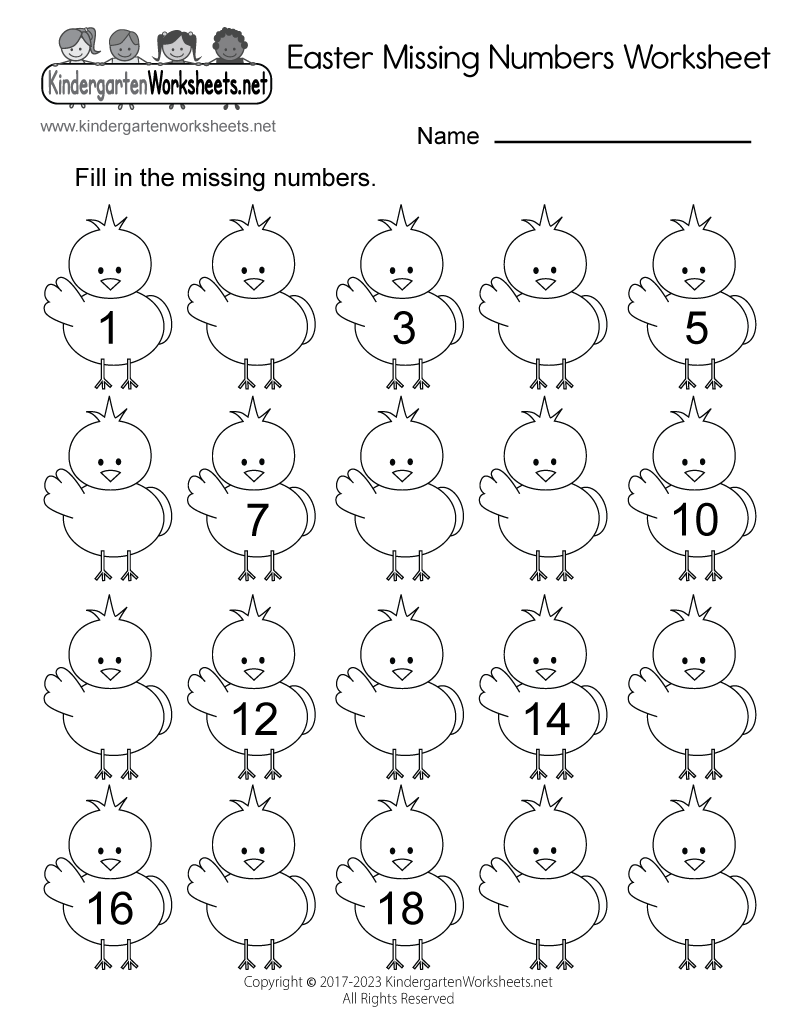 KindergartenWorksheets.net
Easter Missing Numbers Worksheet
www.kindergartenworksheets.net
Name
Fill in the missing numbers.
1 3 5
7 10
12 14
16 18
Copyright © 2017-2023 KindergartenWorksheets.net
All Rights Reserved